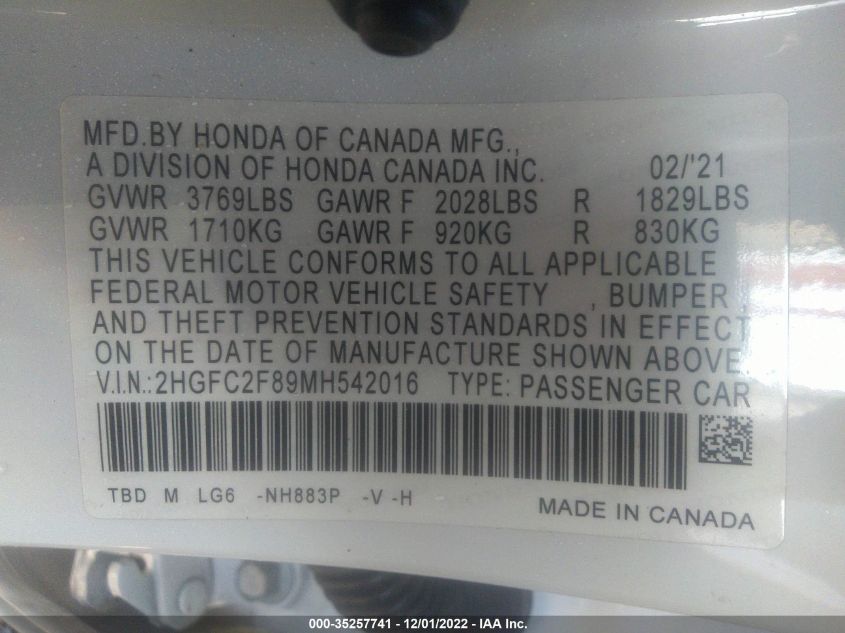 MFD.BY HONDA OF CANADA MFG.,
A DIVISION OF HONDA CANADA INC. 02/'21
GVWR 3769LBS GAWR F 2028LBS R 1829LBS
GVWR 1710KG GAWR F 920KG R 830KG
THIS VEHICLE CONFORMS TO ALL APPLICABLE
FEDERAL MOTOR VEHICLE SAFETY , BUMPER
AND THEFT PREVENTION STANDARDS IN EFFECT
ON THE DATE OF MANUFACTURE SHOWN ABOVE.
V.I.N.:2HGFC2F89MH542016 TYPE: PASSENGER CAR
TBD M LG6 -NH883P -V -H
MADE IN CANADA
000-35257741 - 12/01/2022 - IAA Inc.